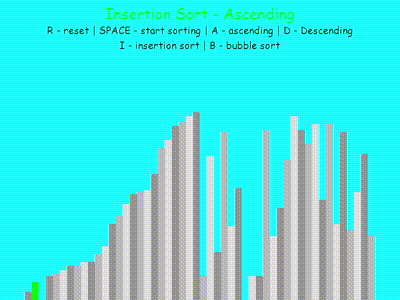 Insertion Sort - Ascending
R - reset | SPACE - start sorting | A - ascending | D - Descending
I - insertion sort | B - bubble sort